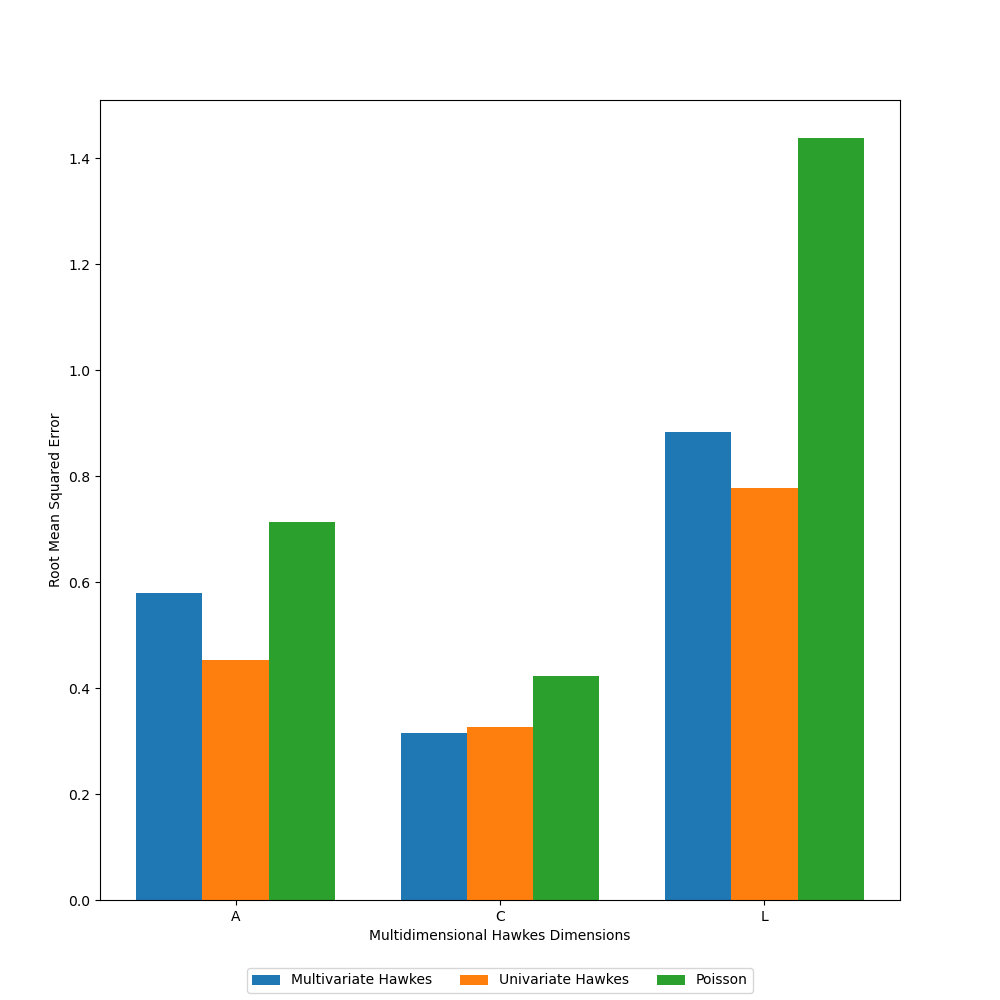 1.4
1.2
1.0
0.8
0.6
0.4
0.2
0.0
Root Mean Squared Error
A C L
Multidimensional Hawkes Dimensions
Multivariate Hawkes Univariate Hawkes Poisson